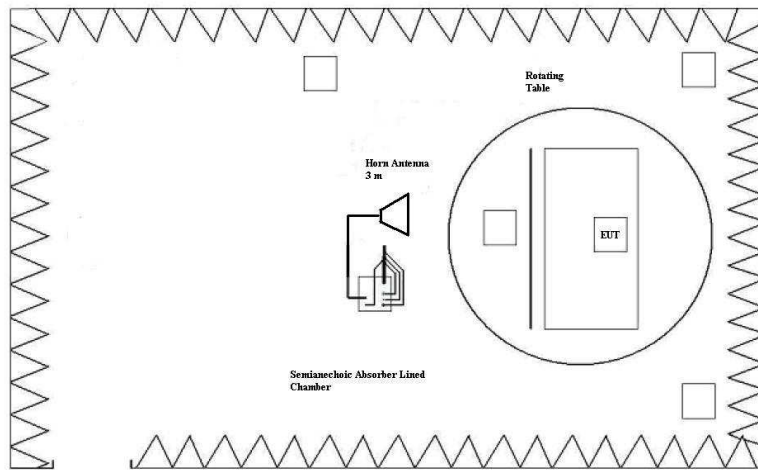 Rotating
Table
Horn Antenna
3 m
EUT
Semianechoic Absorber Lined
Chamber